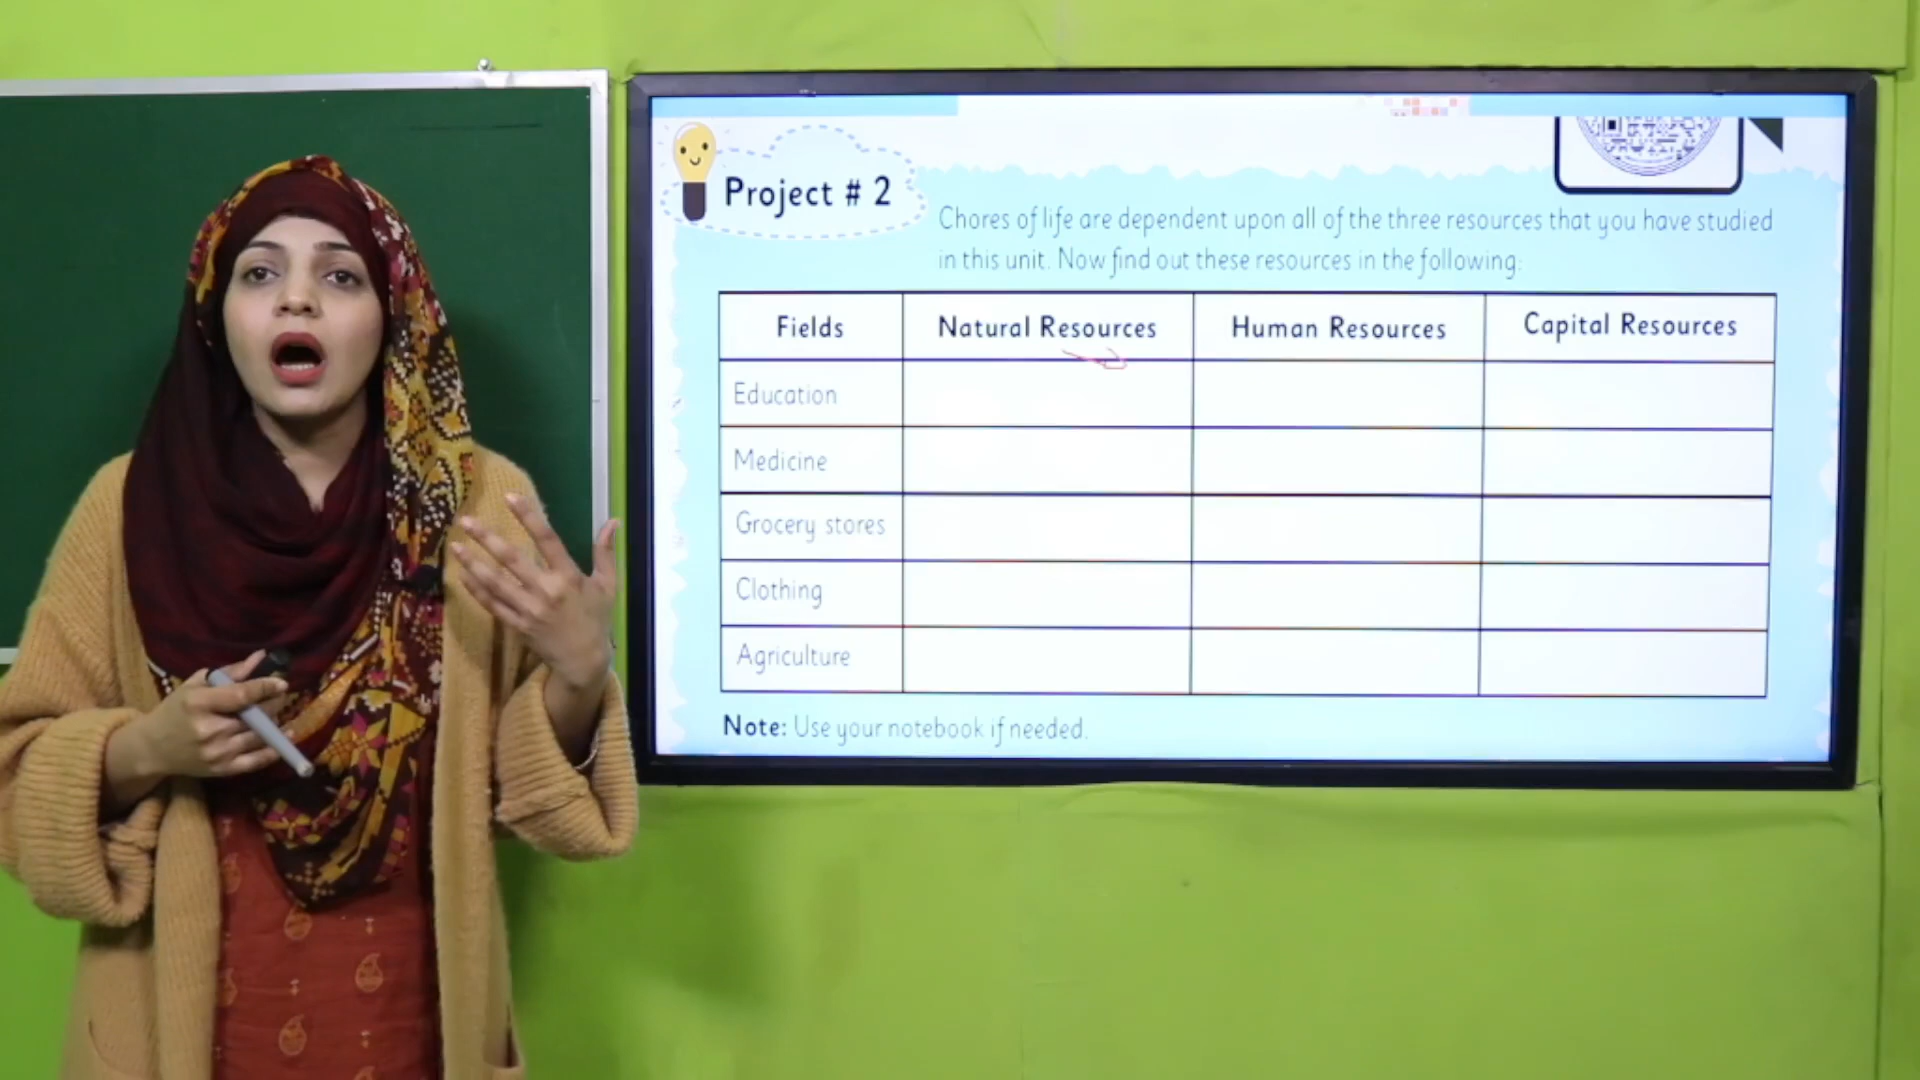 Project # 2
Chores of life are dependent upon all of the three resources that you have studied
in this unit. Now find out these resources in the following:
Fields Natural Resources Human Resources Capital Resources
Education
Medicine
Grocery stores
Clothing
Agriculture
Note: Use your notebook if needed.